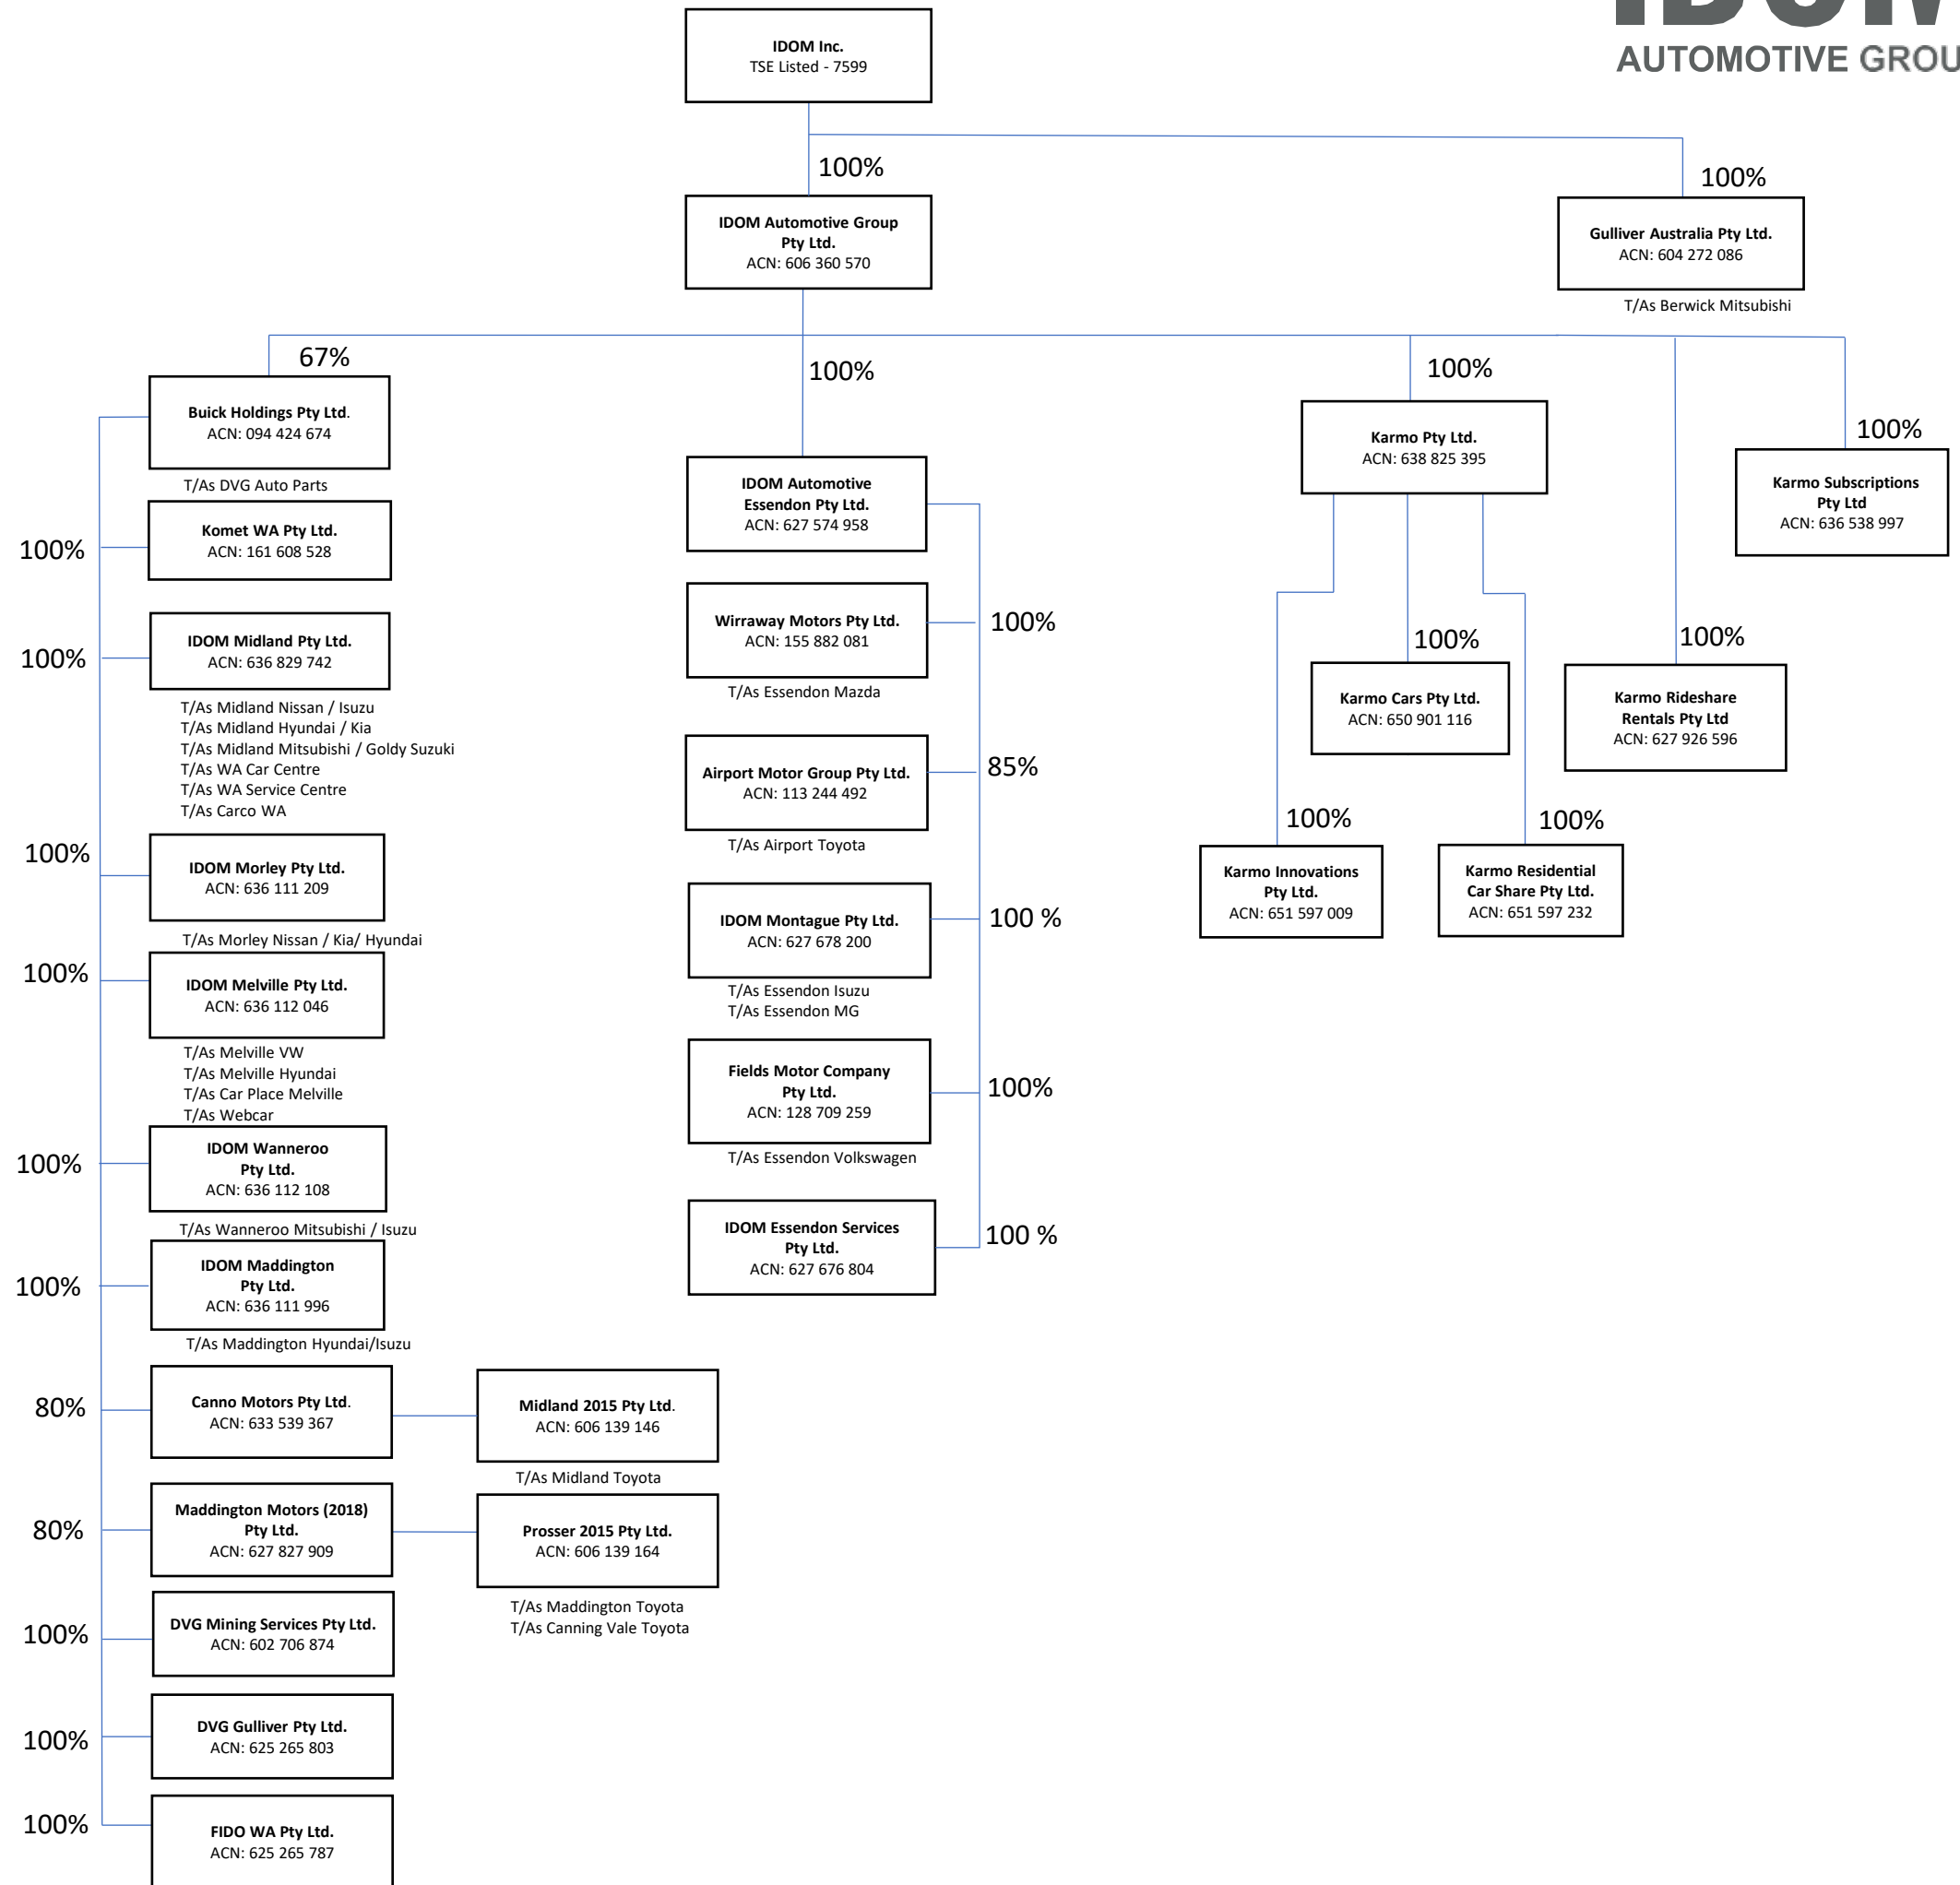 IDOM Inc.
TSE Listed - 7599
AUTOMOTIVE
100%
100%
IDOM Automotive Group
Pty Ltd.
ACN: 606 360 570
Gulliver Australia Pty Ltd.
ACN: 604 272 086
T/As Berwick Mitsubishi
67%
100%
100%
100%
Buick Holdings Pty Ltd.
ACN: 094 424 674
T/As DVG Auto Parts
100%
Komet WA Pty Ltd.
ACN: 161 608 528
100%
IDOM Midland Pty Ltd.
ACN: 636 829 742
T/As Midland Nissan / Isuzu
T/As Midland Hyundai / Kia
T/As Midland Mitsubishi / Goldy Suzuki
T/As WA Car Centre
T/As WA Service Centre
T/As Carco WA
100%
IDOM Morley Pty Ltd.
ACN: 636 111 209
T/As Morley Nissan / Kia/ Hyundai
100%
IDOM Melville Pty Ltd.
ACN: 636 112 046
T/As Melville VW
T/As Melville Hyundai
T/As Car Place Melville
T/As Webcar
100%
IDOM Wanneroo
Pty Ltd.
ACN: 636 112 108
T/As Wanneroo Mitsubishi / Isuzu
100%
IDOM Maddington
Pty Ltd.
ACN: 636 111 996
T/As Maddington Hyundai/Isuzu
80%
Canno Motors Pty Ltd.
ACN: 633 539 367
Midland 2015 Pty Ltd.
ACN: 606 139 146
T/As Midland Toyota
80%
Maddington Motors (2018)
Pty Ltd.
ACN: 627 827 909
Prosser 2015 Pty Ltd.
ACN: 606 139 164
T/As Maddington Toyota
T/As Canning Vale Toyota
100%
DVG Mining Services Pty Ltd.
ACN: 602 706 874
100%
DVG Gulliver Pty Ltd.
ACN: 625 265 803
100%
FIDO WA Pty Ltd.
ACN: 625 265 787
IDOM Automotive
Essendon Pty Ltd.
ACN: 627 574 958
Wirraway Motors Pty Ltd.
ACN: 155 882 081
100%
T/As Essendon Mazda
Airport Motor Group Pty Ltd.
ACN: 113 244 492
85%
T/As Airport Toyota
IDOM Montague Pty Ltd.
ACN: 627 678 200
100 %
T/As Essendon Isuzu
T/As Essendon MG
Fields Motor Company
Pty Ltd.
ACN: 128 709 259
100%
T/As Essendon Volkswagen
IDOM Essendon Services
Pty Ltd.
ACN: 627 676 804
100 %
Karmo Pty Ltd.
ACN: 638 825 395
Karmo Subscriptions
Pty Ltd
ACN: 636 538 997
100%
Karmo Cars Pty Ltd.
ACN: 650 901 116
100%
Karmo Rideshare
Rentals Pty Ltd
ACN: 627 926 596
100%
Karmo Innovations
Pty Ltd.
ACN: 651 597 009
100%
Karmo Residential
Car Share Pty Ltd.
ACN: 651 597 232